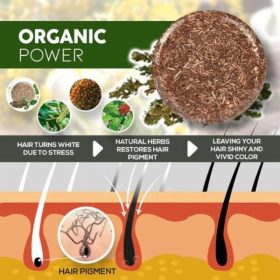 ORGANIC
POWER
HAIR TURNS WHITE
DUE TO STRESS
NATURAL HERBS
RESTORES HAIR
PIGMENT
LEAVING YOUR
HAIR SHINY AND
VIVID COLOR
HAIR PIGMENT